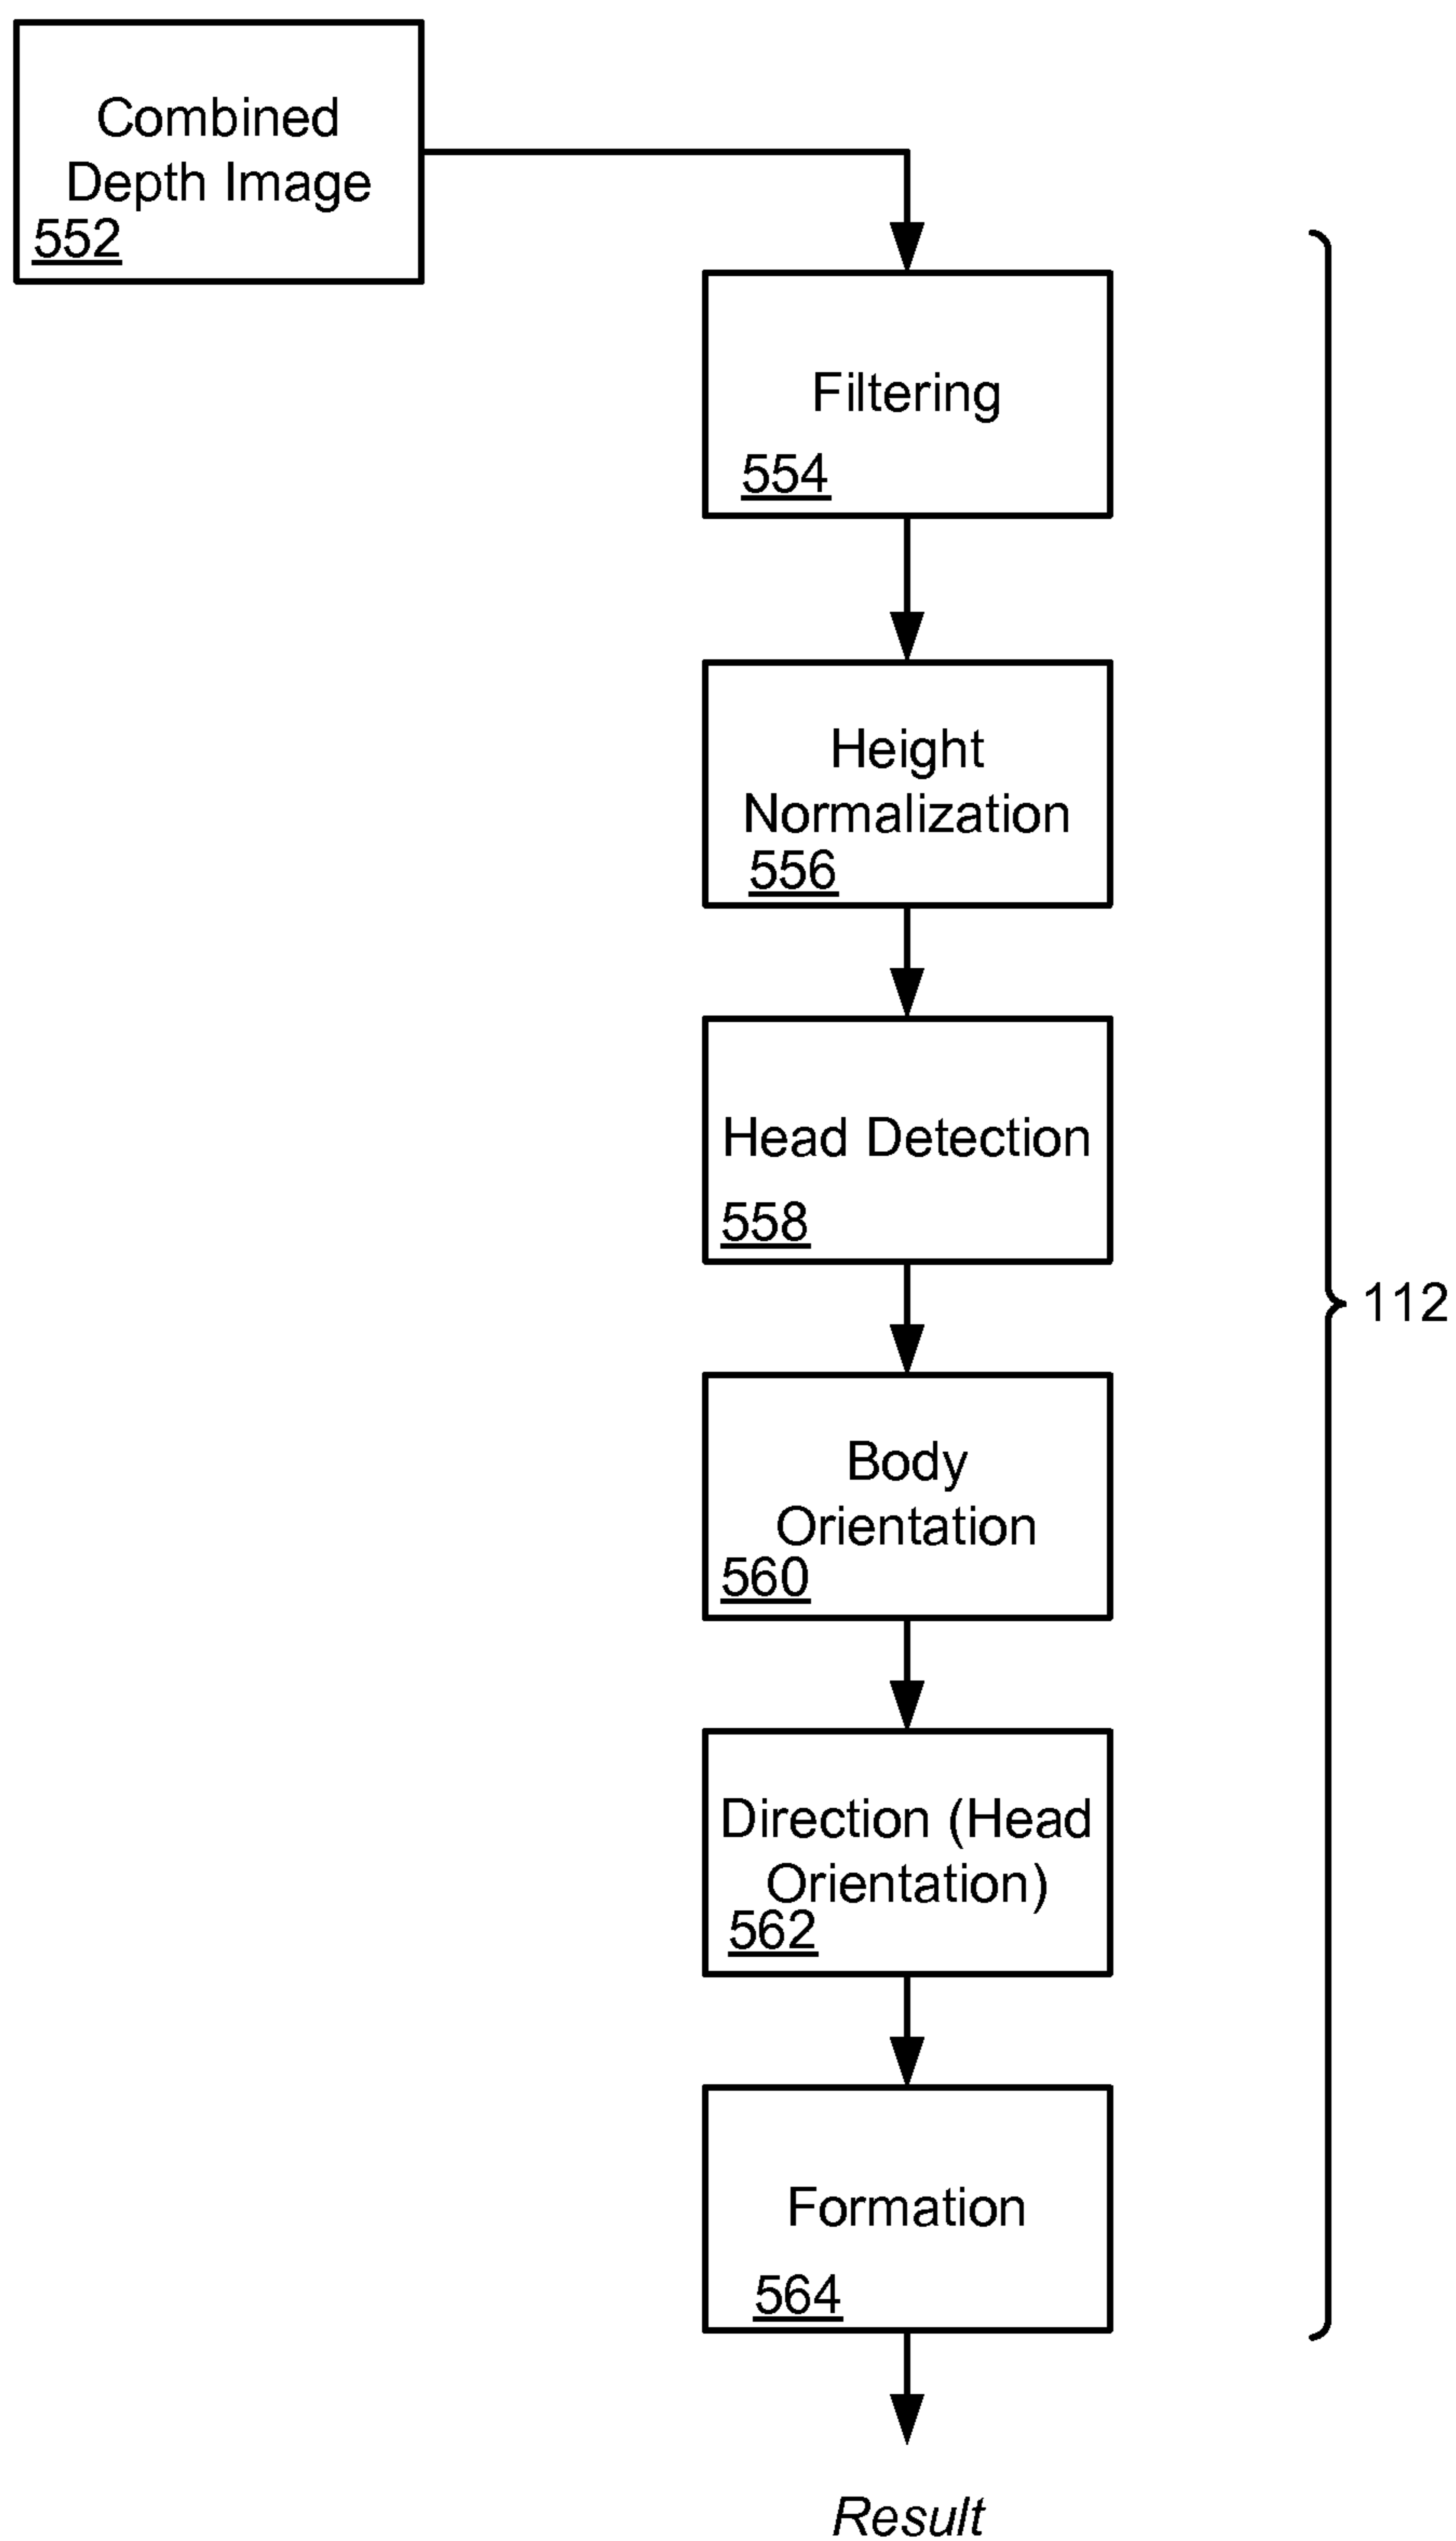 Combined
Depth Image
552
Filtering
554
Height
Normalization
556
Head Detection
558
112
Body
Orientation
560
Direction (Head
Orientation)
562
Formation
564
Result